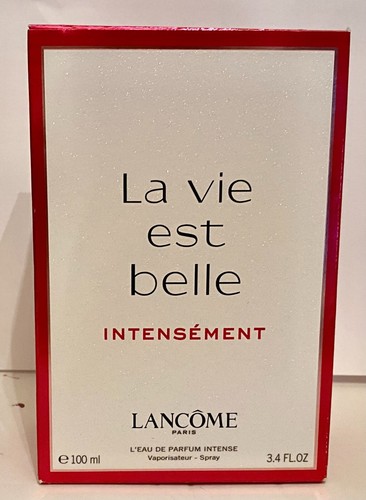 La vie
est
belle
INTENSÉMENT
LANCÔME
PARIS
L'EAU DE PARFUM INTENSE
Vaporisateur - Spray
℮ 100 ml 3.4 FL.OZ